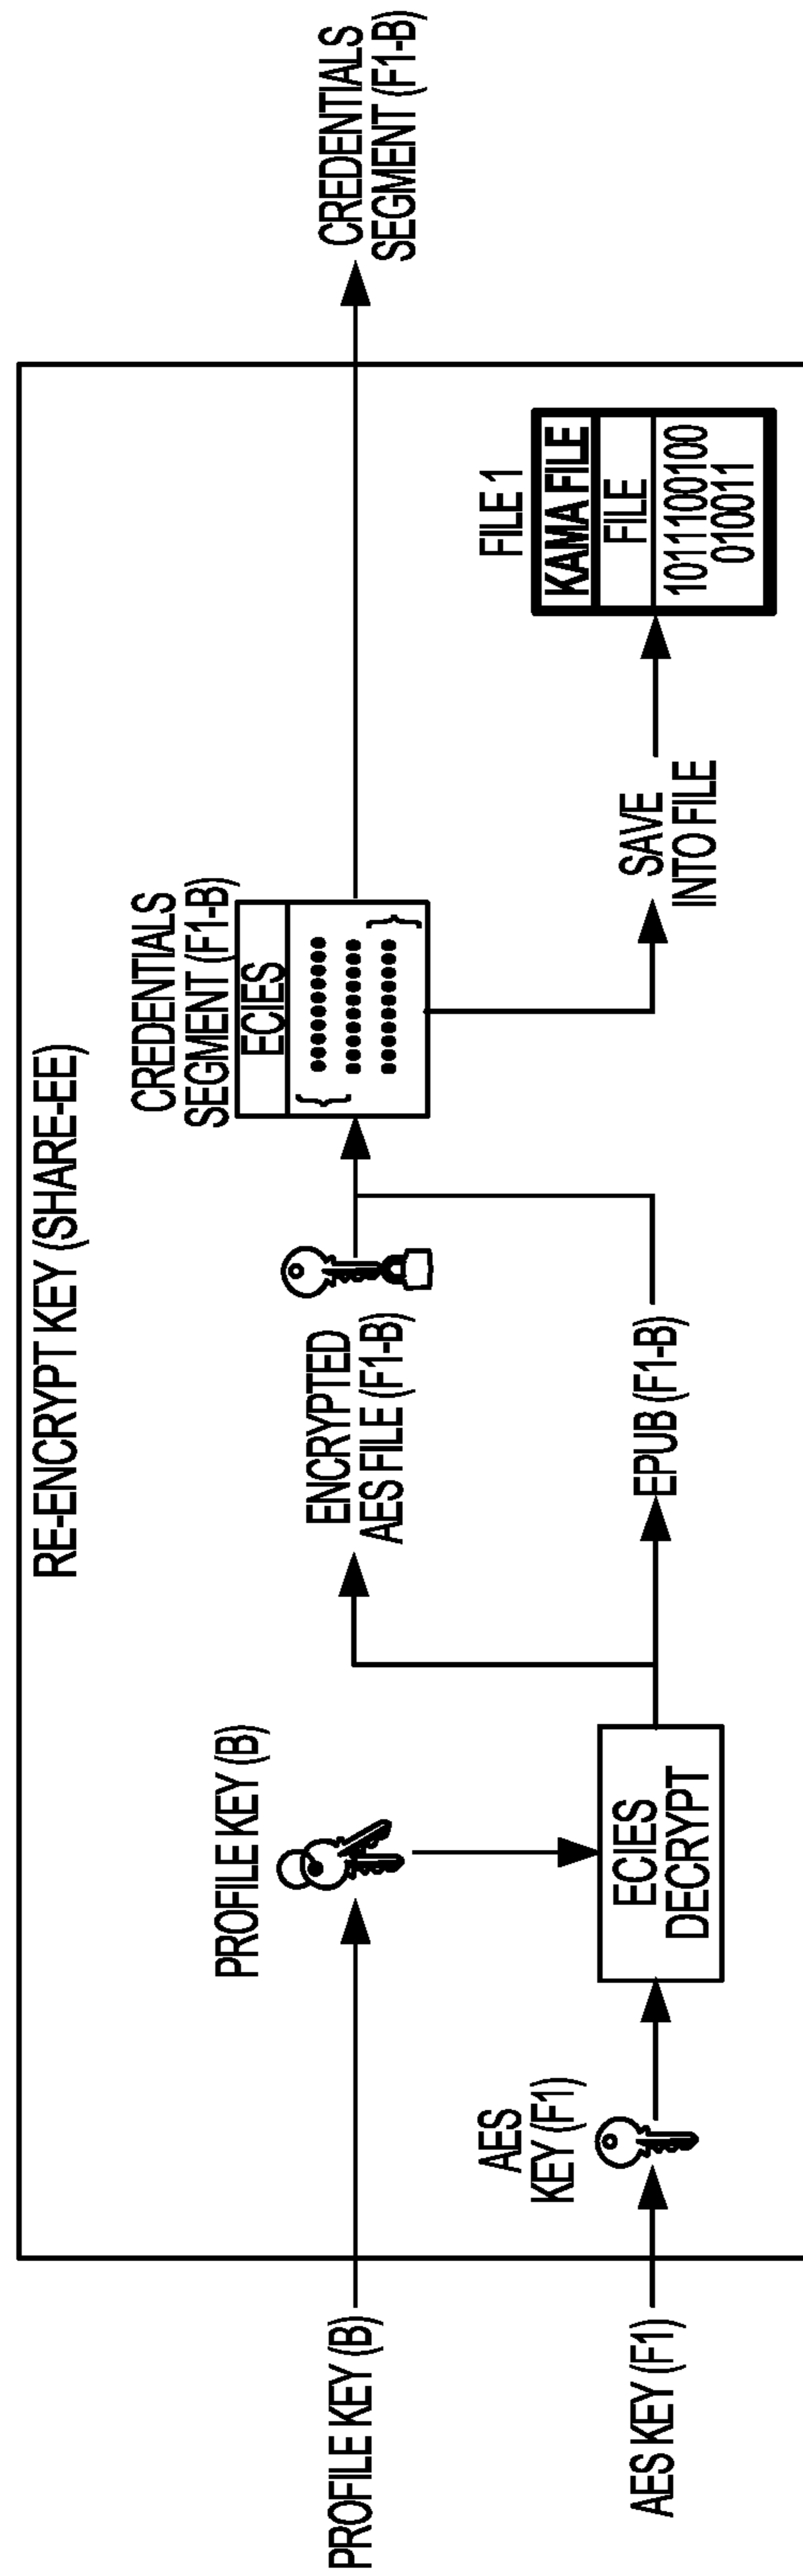 RE-ENCRYPT KEY (SHARE-EE)
PROFILE KEY (B)
AES KEY (F1)
PROFILE KEY (B)
AES
KEY (F1)
ECIES
DECRYPT
ENCRYPTED
AES FILE (F1-B)
EPUB (F1-B)
CREDENTIALS
SEGMENT (F1-B)
ECIES
{
}
SAVE
INTO FILE
FILE 1
KAMA FILE
FILE
1011100100
010011
CREDENTIALS
SEGMENT (F1-B)